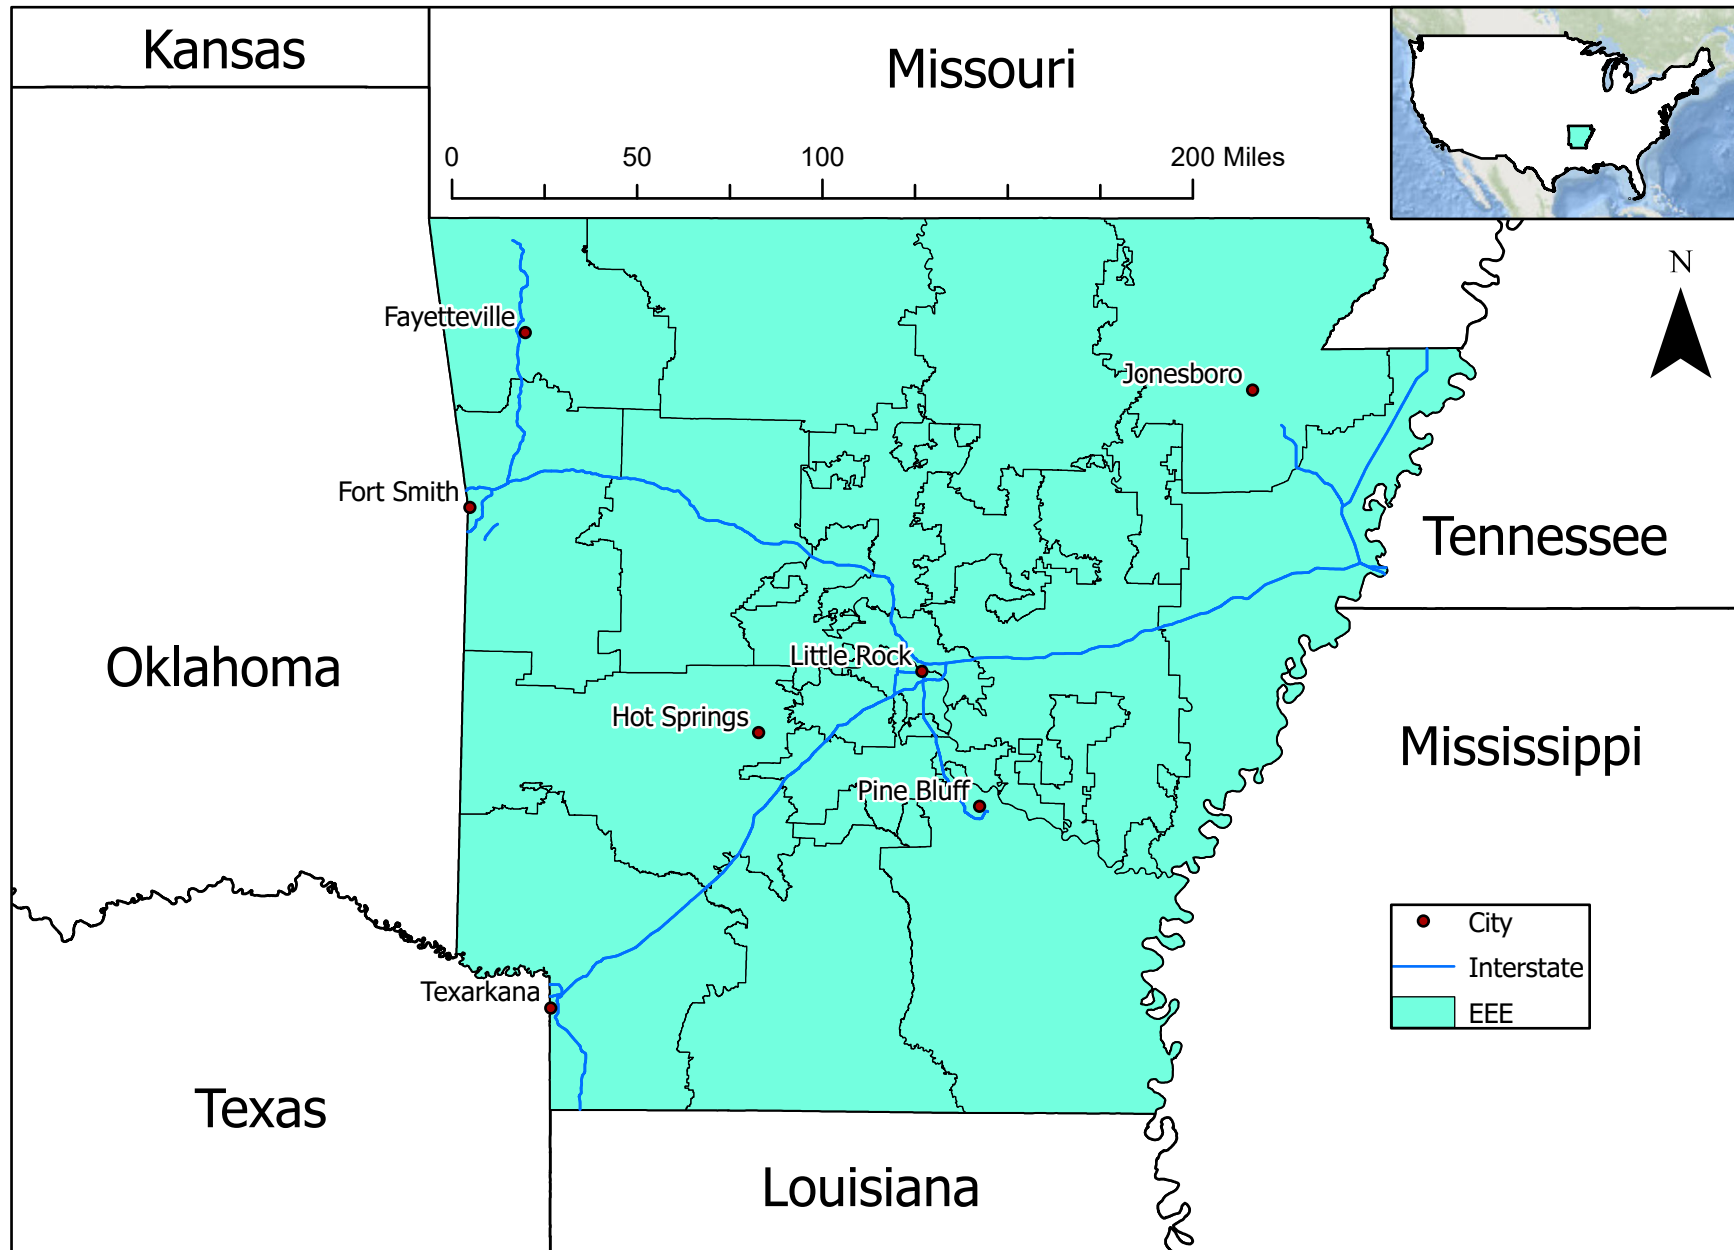 Kansas
Missouri
0 50 100 200 Miles
N
Fayetteville
Jonesboro
Fort Smith
Tennessee
Oklahoma
Little Rock
Hot Springs
Mississippi
Pine Bluff
City
Interstate
EEE
Texarkana
Texas
Louisiana